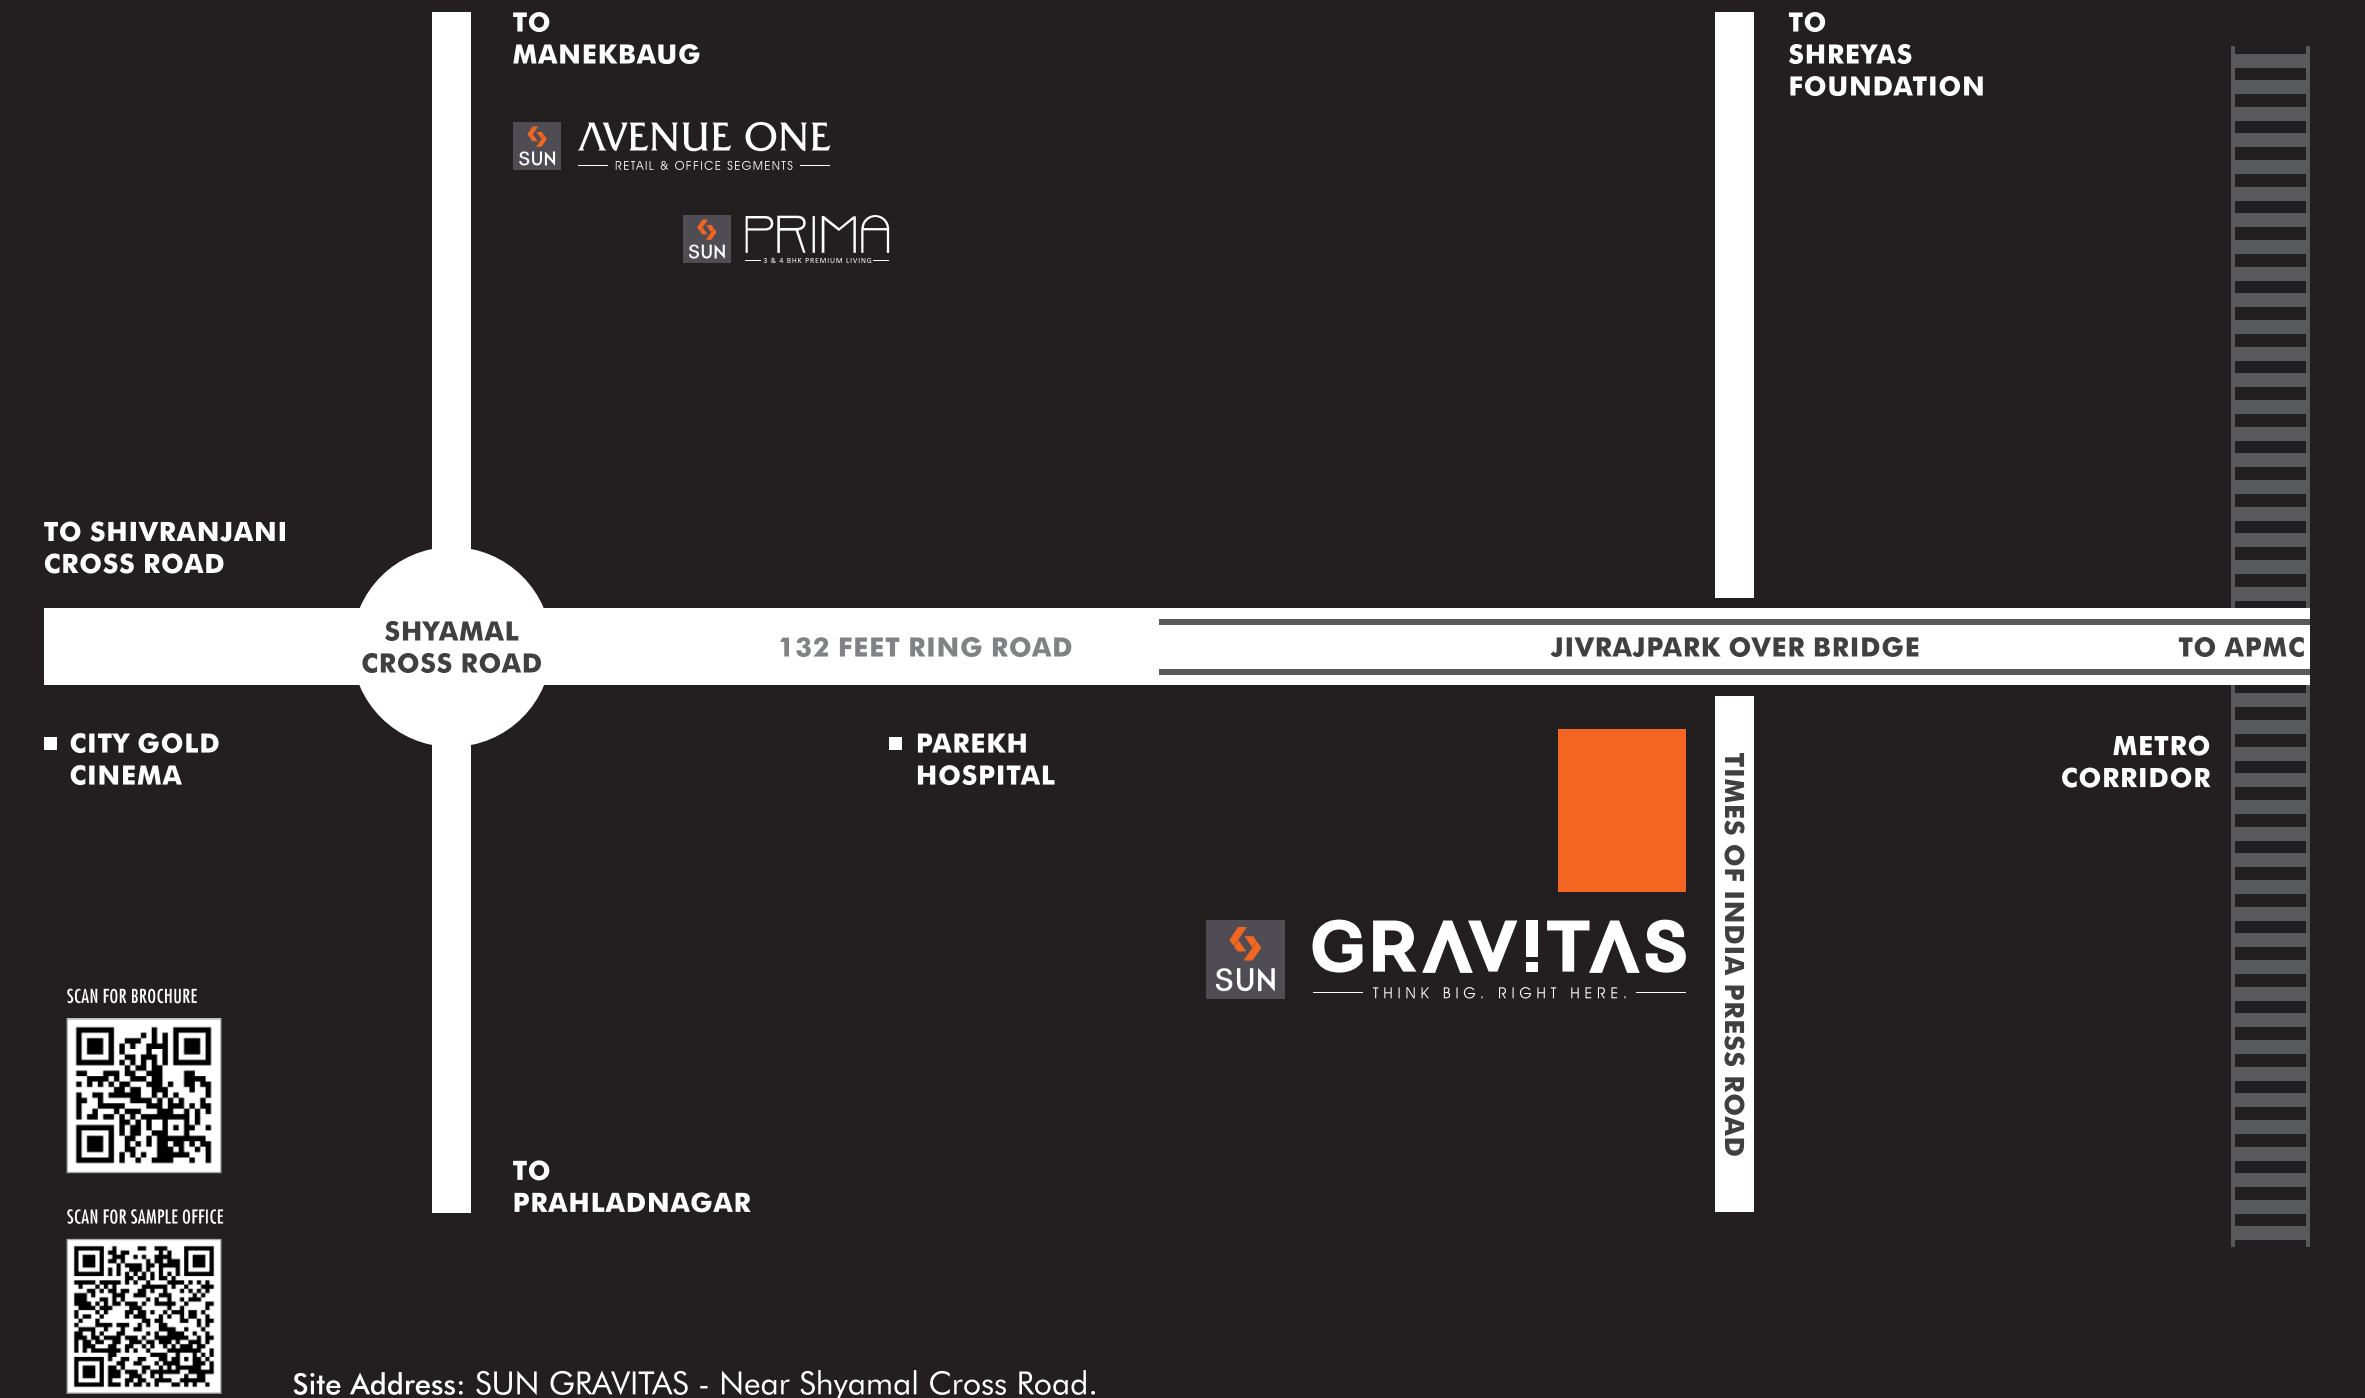 TO
MANEKBAUG
TO
SHREYAS
FOUNDATION
SUN
AVENUE ONE
RETAIL & OFFICE SEGMENTS
SUN
PRIMA
3 & 4 BHK PREMIUM LIVING
TO SHIVRANJANI
CROSS ROAD
SHYAMAL
CROSS ROAD
132 FEET RING ROAD
JIVRAJPARK OVER BRIDGE
TO APMC
CITY GOLD
CINEMA
PAREKH
HOSPITAL
METRO
CORRIDOR
TIMES OF INDIA PRESS ROAD
SUN
GRAV!TAS
THINK BIG. RIGHT HERE.
SCAN FOR BROCHURE
TO
PRAHLADNAGAR
SCAN FOR SAMPLE OFFICE
Site Address: SUN GRAVITAS - Near Shyamal Cross Road.